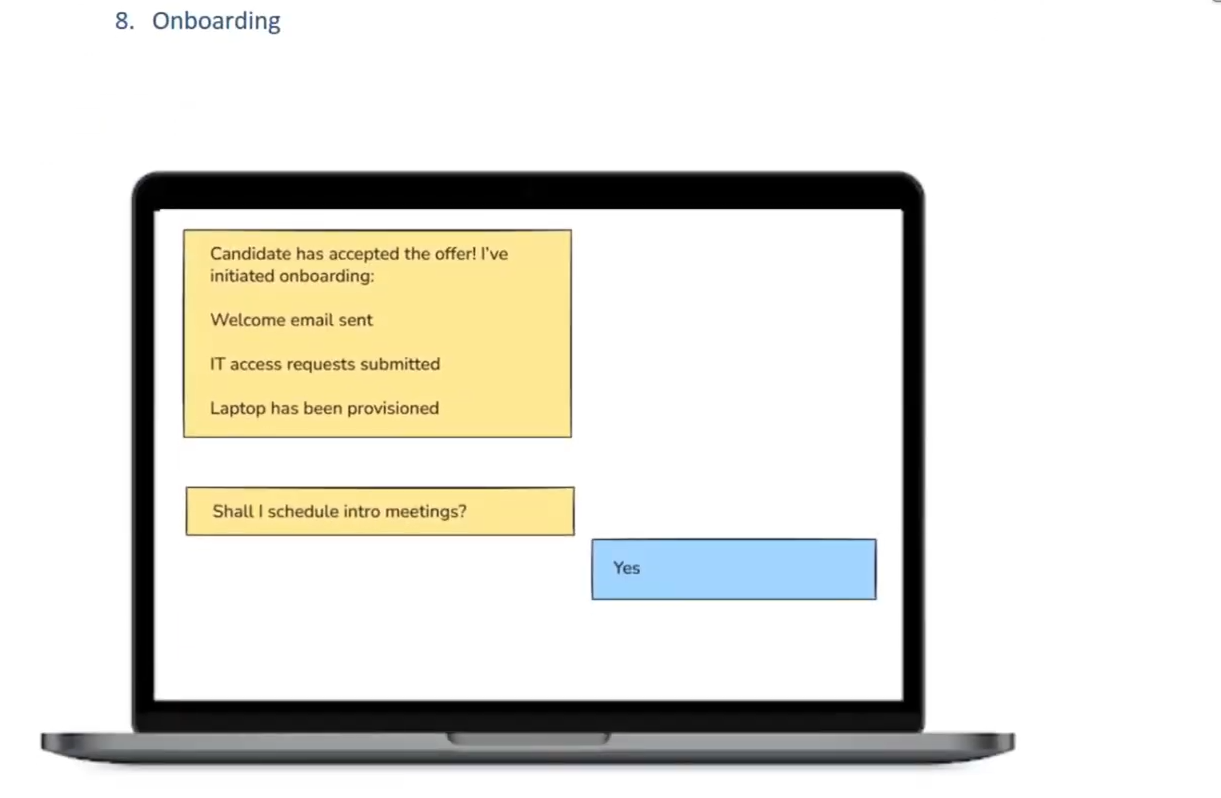 8. Onboarding
Candidate has accepted the offer! I've
initiated onboarding:
Welcome email sent
IT access requests submitted
Laptop has been provisioned
Shall I schedule intro meetings?
Yes